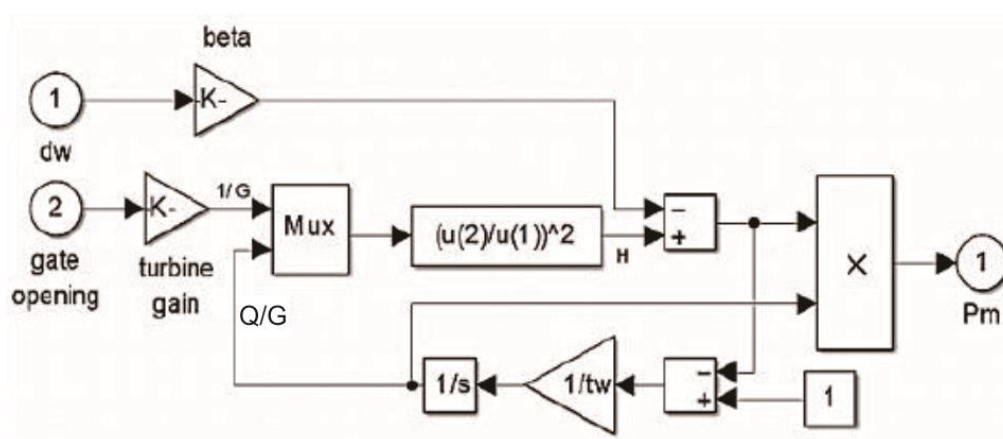 beta
1
-K-
dw
2
-K-
1/G
Mux
(u(2)/u(1))^2
H
-
+
×
1
Pm
gate
opening
turbine
gain
Q/G
1/s
1/tw
-
+
1